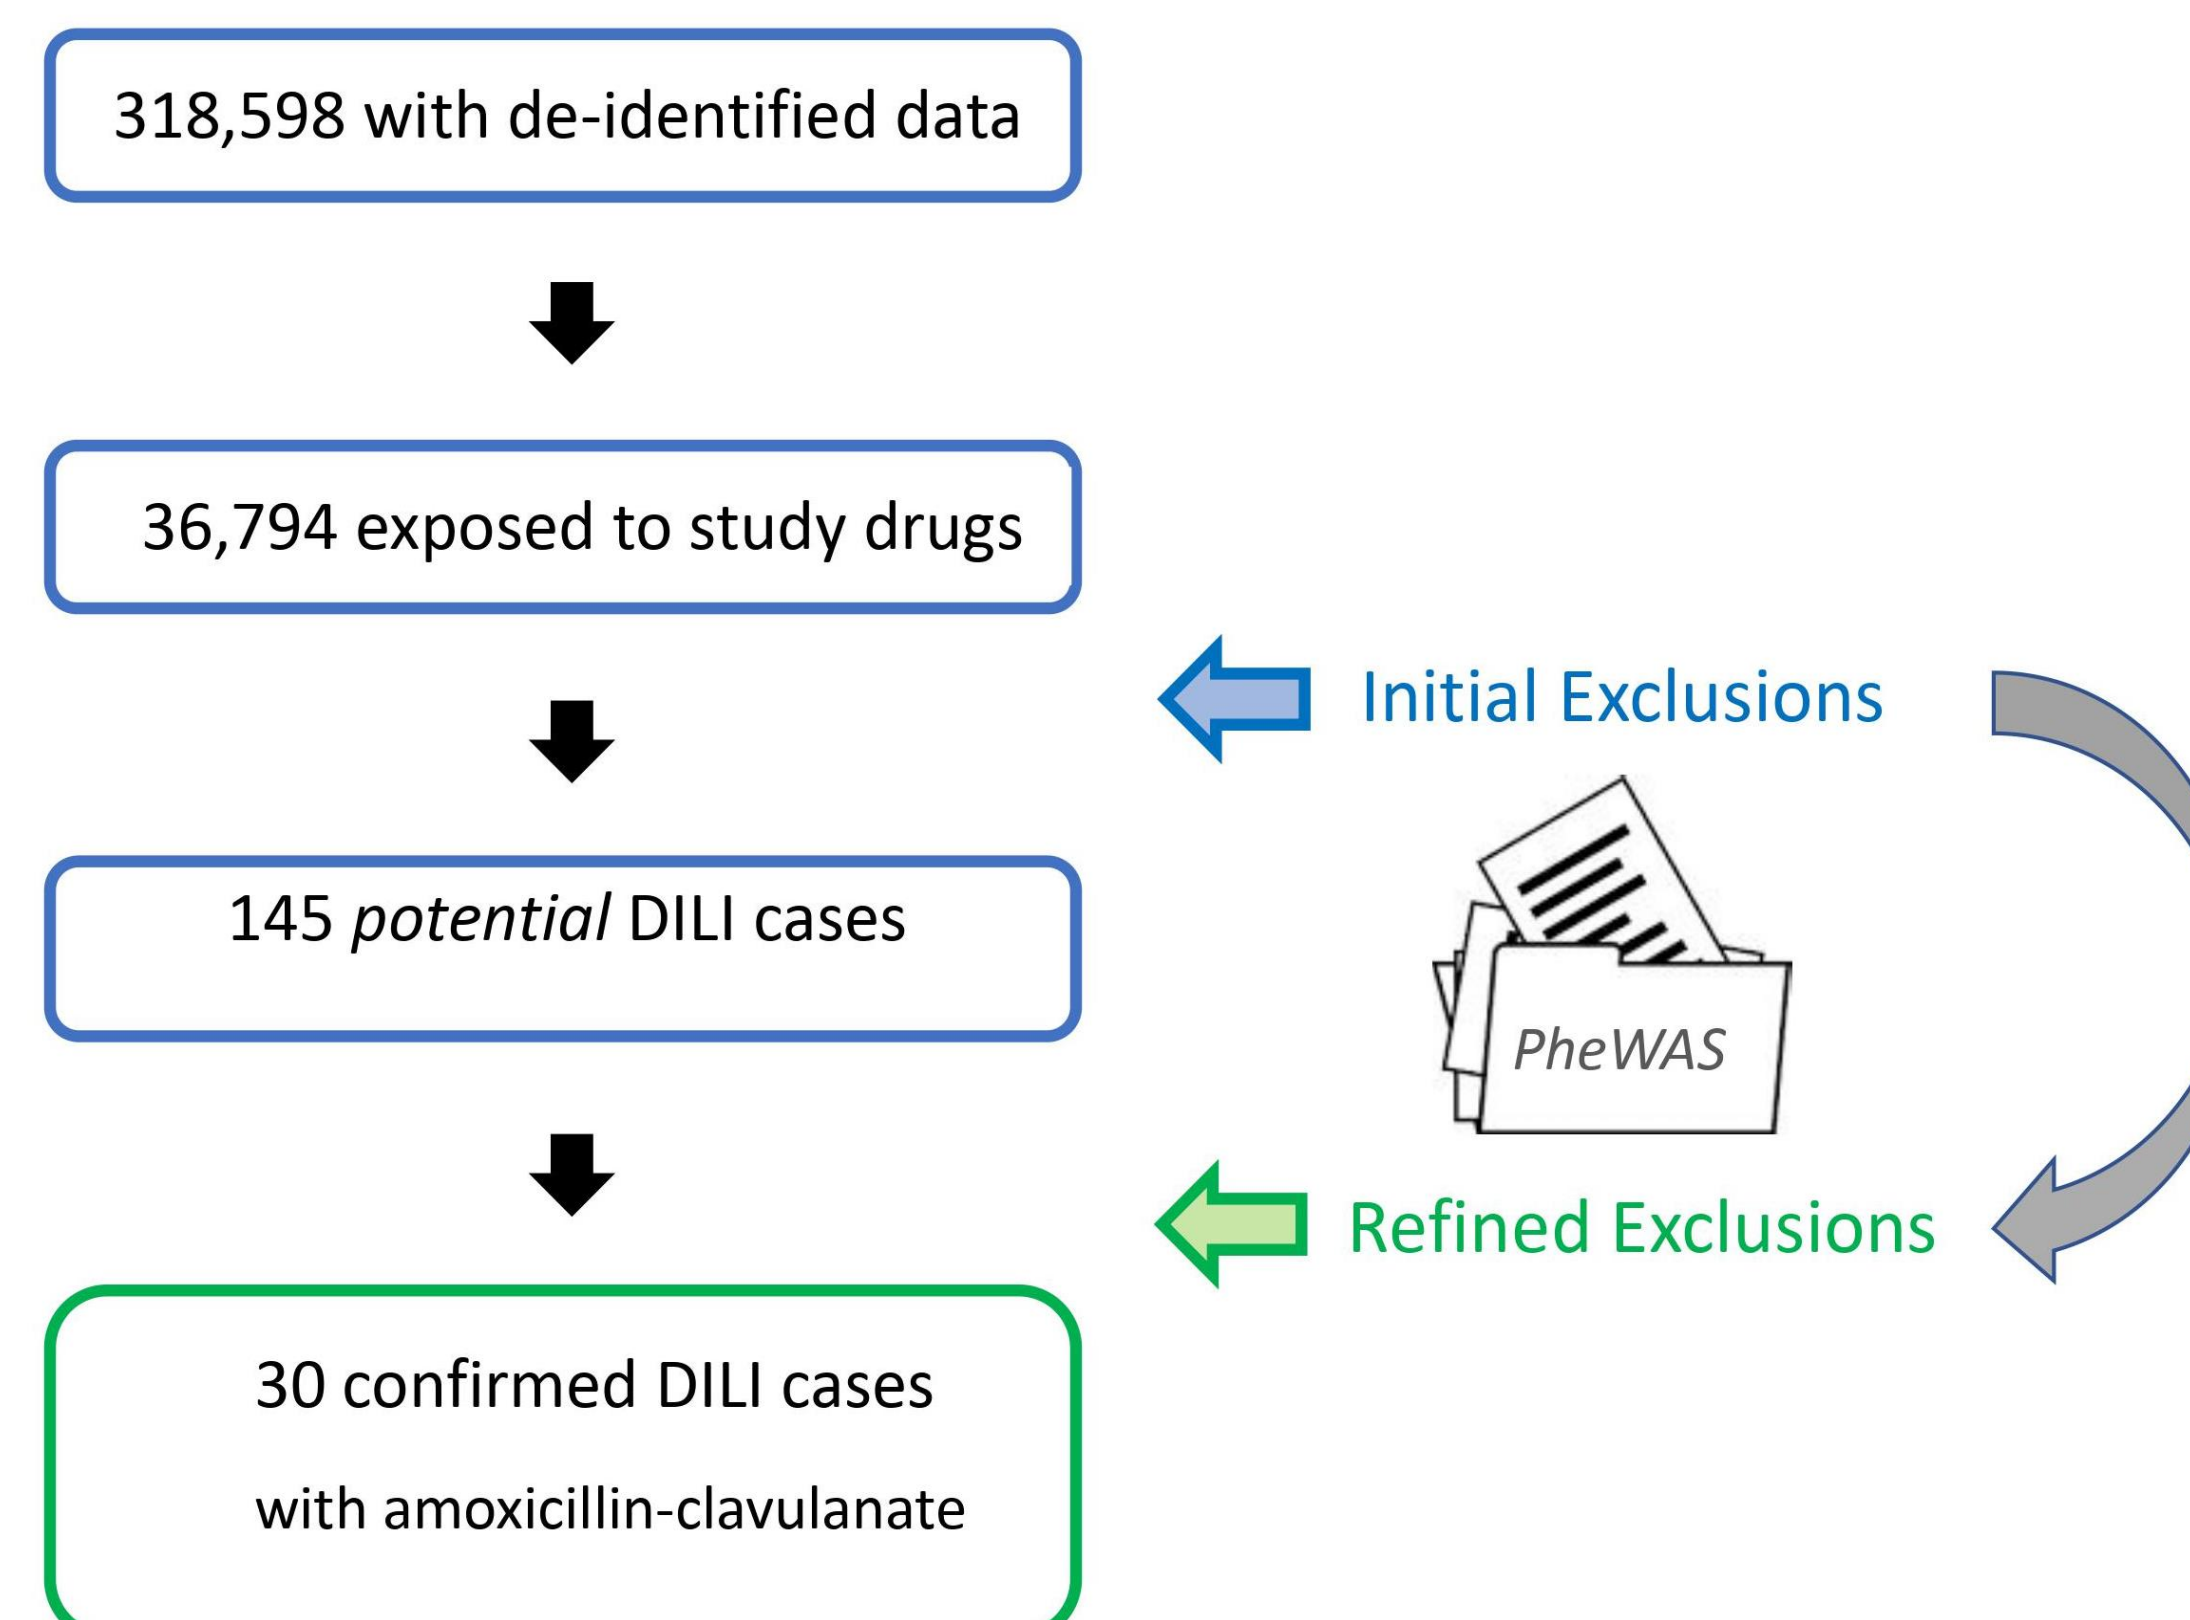 318,598 with de-identified data
36,794 exposed to study drugs
Initial Exclusions
145 potential DILI cases
PheWAS
Refined Exclusions
30 confirmed DILI cases
with amoxicillin-clavulanate